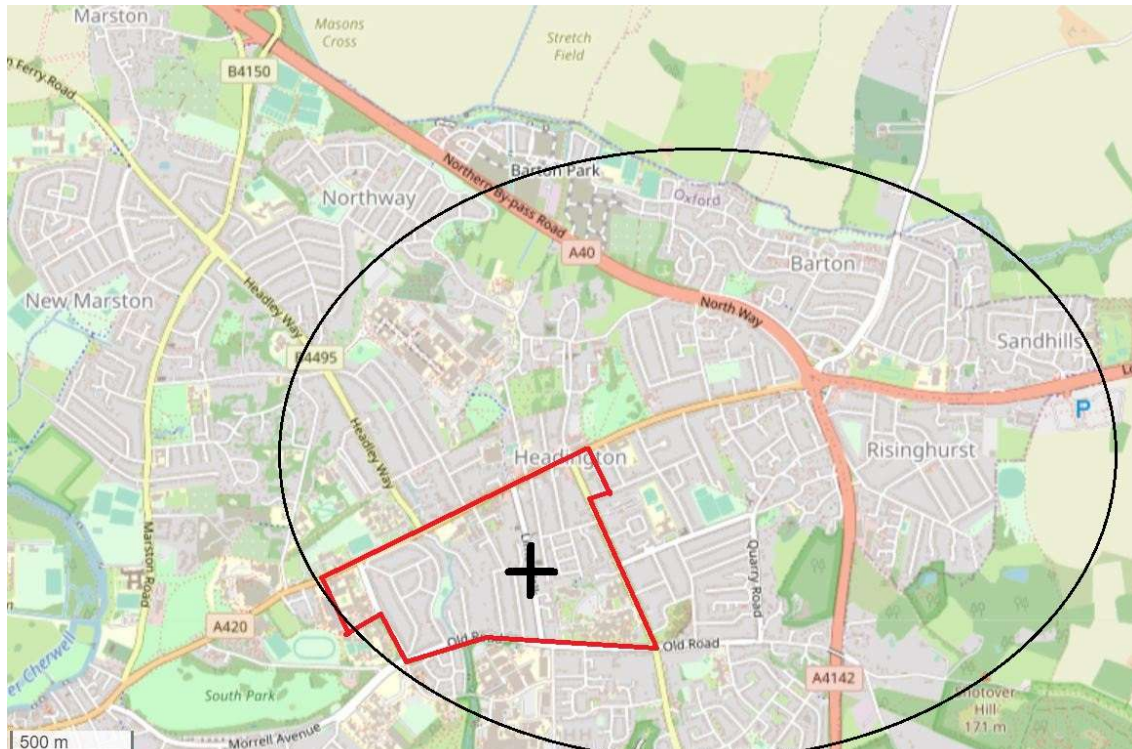 Marston
Masons
Cross
Stretch
Field
B4150
n Ferry Road
Northern By-pass Road
Barton Park
Northway
Oxford
A40
Barton
New Marston
Headley Way
North Way
Sandhills
B4495
P
Headley Way
Headington
Risinghurst
Marston Road
Quarry Road
A420
Old Road
Old Road
er Cherwell
South Park
A4142
Shotover
Hill
171 m
Morrell Avenue
500 m